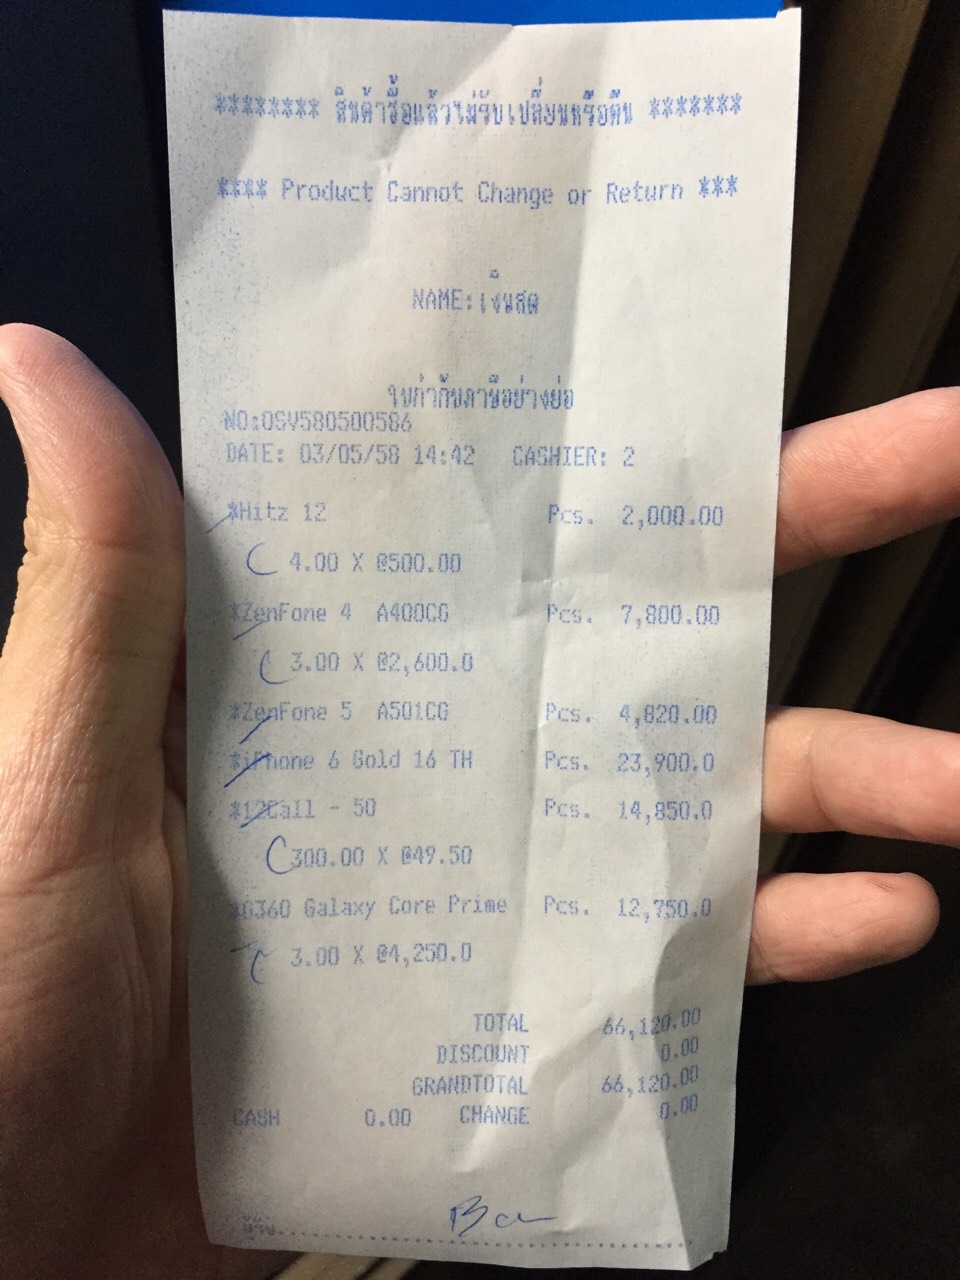 ******** สินค้าซื้อแล้วไม่รับเปลี่ยนหรือคืน *******
**** Product Cannot Change or Return ***
NAME:เงินสด
ใบกำกับภาษีอย่างย่อ
NO:OSV580500586
DATE: 03/05/58 14:42 CASHIER: 2
*Hitz 12 Pcs. 2,000.00
4.00 X @500.00
*ZenFone 4 A400CG Pcs. 7,800.00
3.00 X @2,600.0
*ZenFone 5 A501CG Pcs. 4,820.00
*iPhone 6 Gold 16 TH Pcs. 23,900.0
*12Call - 50 Pcs. 14,850.0
300.00 X @49.50
*G360 Galaxy Core Prime Pcs. 12,750.0
3.00 X @4,250.0
TOTAL 66,120.00
DISCOUNT 0.00
GRANDTOTAL 66,120.00
CASH 0.00 CHANGE 0.00